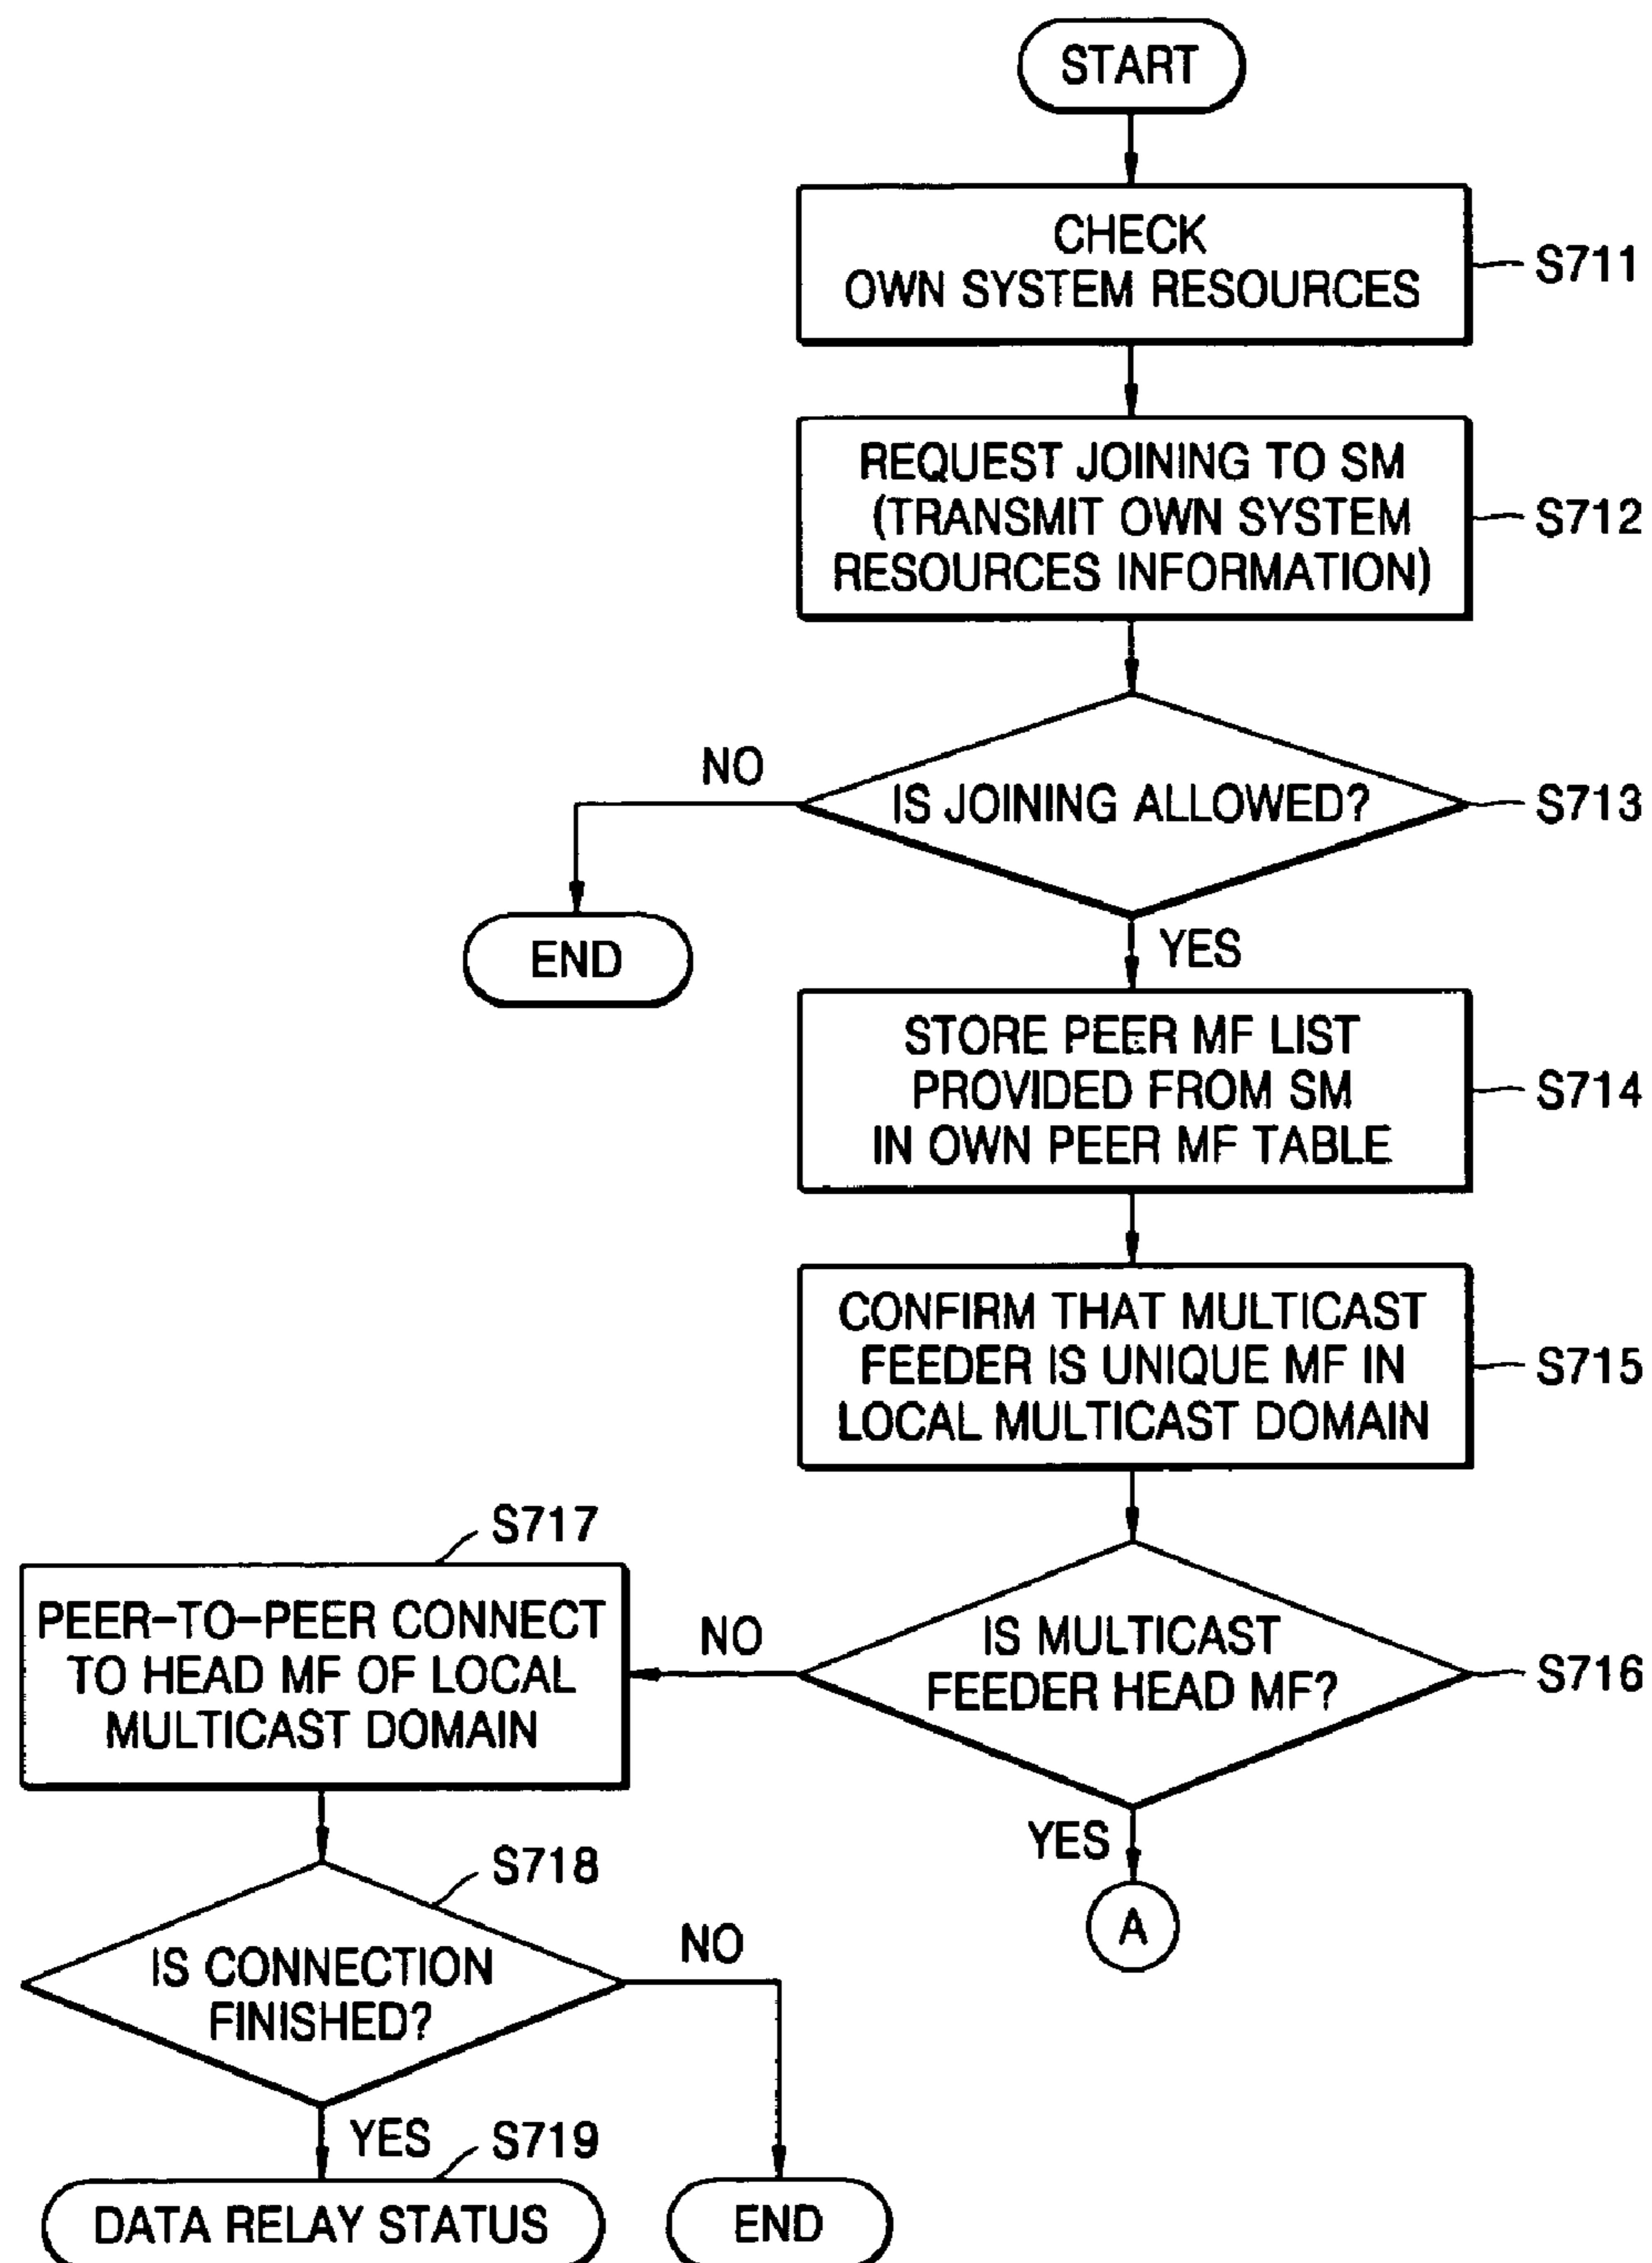 START
CHECK
OWN SYSTEM RESOURCES
S711
REQUEST JOINING TO SM
(TRANSMIT OWN SYSTEM
RESOURCES INFORMATION)
S712
NO
IS JOINING ALLOWED?
S713
END
YES
STORE PEER MF LIST
PROVIDED FROM SM
IN OWN PEER MF TABLE
S714
CONFIRM THAT MULTICAST
FEEDER IS UNIQUE MF IN
LOCAL MULTICAST DOMAIN
S715
S717
PEER-TO-PEER CONNECT
TO HEAD MF OF LOCAL
MULTICAST DOMAIN
NO
IS MULTICAST
FEEDER HEAD MF?
S716
YES
A
S718
IS CONNECTION
FINISHED?
NO
YES
S719
DATA RELAY STATUS
END